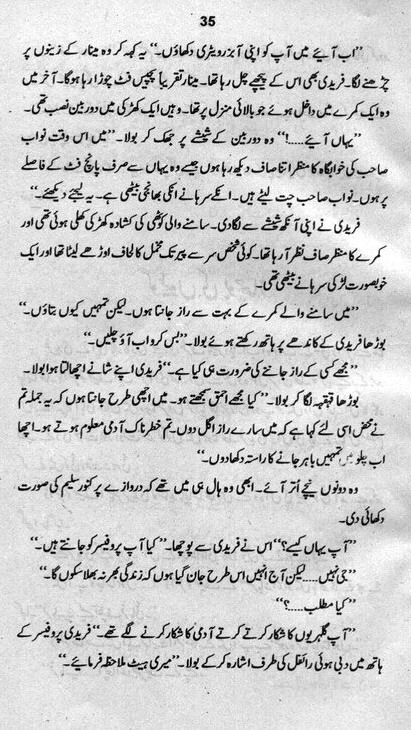 35
”اب آیئے میں آپ کو اپنی آبزرویٹری دکھاؤں۔“ یہ کہہ کر وہ مینار کے زینوں پر
چڑھنے لگا۔ فریدی بھی اس کے پیچھے چل رہا تھا۔ مینار تقریباً پچیس فٹ چوڑا رہا ہوگا۔ آخر میں
وہ ایک کمرے میں داخل ہوئے جو بالائی منزل پر تھا۔ وہیں ایک کھڑکی میں دوربین نصب تھی۔
”یہاں آیئے.....!“ وہ دوربین کے شیشے پر جھک کر بولا۔ ”میں اس وقت نواب
صاحب کی خوابگاہ کا منظر اتنا صاف دیکھ رہا ہوں جیسے وہ یہاں سے صرف پانچ فٹ کے فاصلے
پر ہوں۔ نواب صاحب چت لیٹے ہیں۔ انکے سرہانے انکی بھانجی بیٹھی ہے۔ یہ لیجئے دیکھئے۔“
فریدی نے اپنی آنکھ شیشے سے لگا دی۔ سامنے والی کوٹھی کی کشادہ کھڑکی کھلی ہوئی تھی اور
کمرے کا منظر صاف نظر آرہا تھا۔ کوئی شخص سر سے پیر تک مخمل کا لحاف اوڑھے لیٹا تھا اور ایک
خوبصورت لڑکی سرہانے بیٹھی تھی۔
”میں سامنے والے کمرے کے بہت سے راز جانتا ہوں۔ لیکن تمہیں کیوں بتاؤں۔“
بوڑھا فریدی کے کاندھے پر ہاتھ رکھتے ہوئے بولا۔ ”بس کرو اب آؤ چلیں۔“
”مجھے کسی کے راز جاننے کی ضرورت ہی کیا ہے۔“ فریدی اپنے شانے اچھالتا ہوا بولا۔
بوڑھا قہقہہ لگا کر بولا۔ ”کیا مجھے احمق سمجھتے ہو۔ میں اچھی طرح جانتا ہوں کہ یہ جملہ تم
نے محض اسی لئے کہا ہے کہ میں سارے راز اگل دوں۔ تم خطرناک آدمی معلوم ہوتے ہو۔ اچھا
اب چلو میں تمہیں باہر جانے کا راستہ دکھا دوں۔“
وہ دونوں نیچے اُتر آئے۔ ابھی وہ ہال ہی میں تھے کہ دروازے پر کنور سلیم کی صورت
دکھائی دی۔
”آپ یہاں کیسے؟“ اس نے فریدی سے پوچھا۔ ”کیا آپ پروفیسر کو جانتے ہیں۔“
”جی نہیں.....لیکن آج انہیں اس طرح جان گیا ہوں کہ زندگی بھر نہ بھلا سکوں گا۔“
”کیا مطلب.....؟“
”آپ گلہریوں کا شکار کرتے کرتے آدمی کا شکار کرنے لگے تھے۔“ فریدی پروفیسر کے
ہاتھ میں دبی ہوئی رائفل کی طرف اشارہ کرکے بولا۔ ”میری ہیٹ ملاحظہ فرمائیے۔“